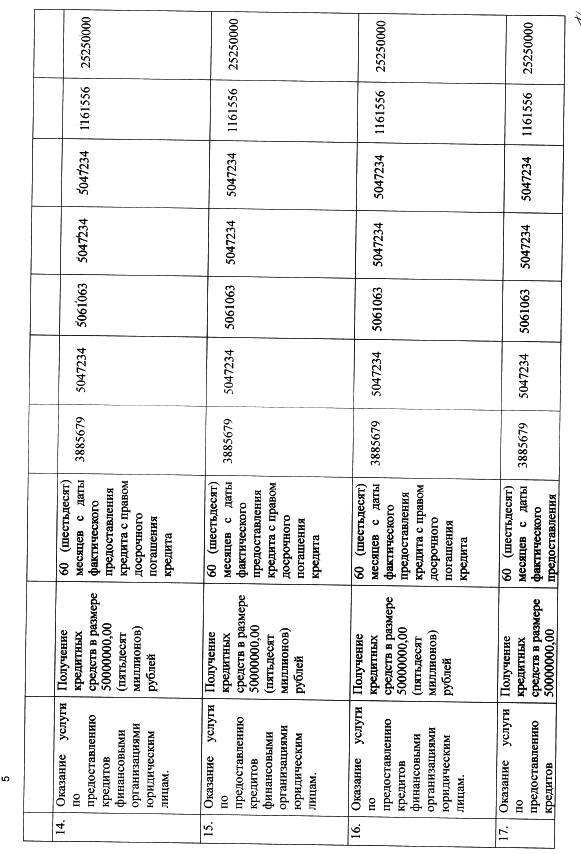 5
14.
Оказание услуги
по
предоставлению
кредитов
финансовыми
организациями
юридическим
лицам.
Получение
кредитных
средств в размере
50000000,00
(пятьдесят
миллионов)
рублей
60 (шестьдесят)
месяцев с даты
фактического
предоставления
кредита с правом
досрочного
погашения
кредита
3885679
5047234
5061063
5047234
5047234
1161556
25250000
15.
Оказание услуги
по
предоставлению
кредитов
финансовыми
организациями
юридическим
лицам.
Получение
кредитных
средств в размере
50000000,00
(пятьдесят
миллионов)
рублей
60 (шестьдесят)
месяцев с даты
фактического
предоставления
кредита с правом
досрочного
погашения
кредита
3885679
5047234
5061063
5047234
5047234
1161556
25250000
16.
Оказание услуги
по
предоставлению
кредитов
финансовыми
организациями
юридическим
лицам.
Получение
кредитных
средств в размере
50000000,00
(пятьдесят
миллионов)
рублей
60 (шестьдесят)
месяцев с даты
фактического
предоставления
кредита с правом
досрочного
погашения
кредита
3885679
5047234
5061063
5047234
5047234
1161556
25250000
17.
Оказание услуги
по
предоставлению
кредитов
Получение
кредитных
средств в размере
50000000,00
60 (шестьдесят)
месяцев с даты
фактического
предоставления
3885679
5047234
5061063
5047234
5047234
1161556
25250000